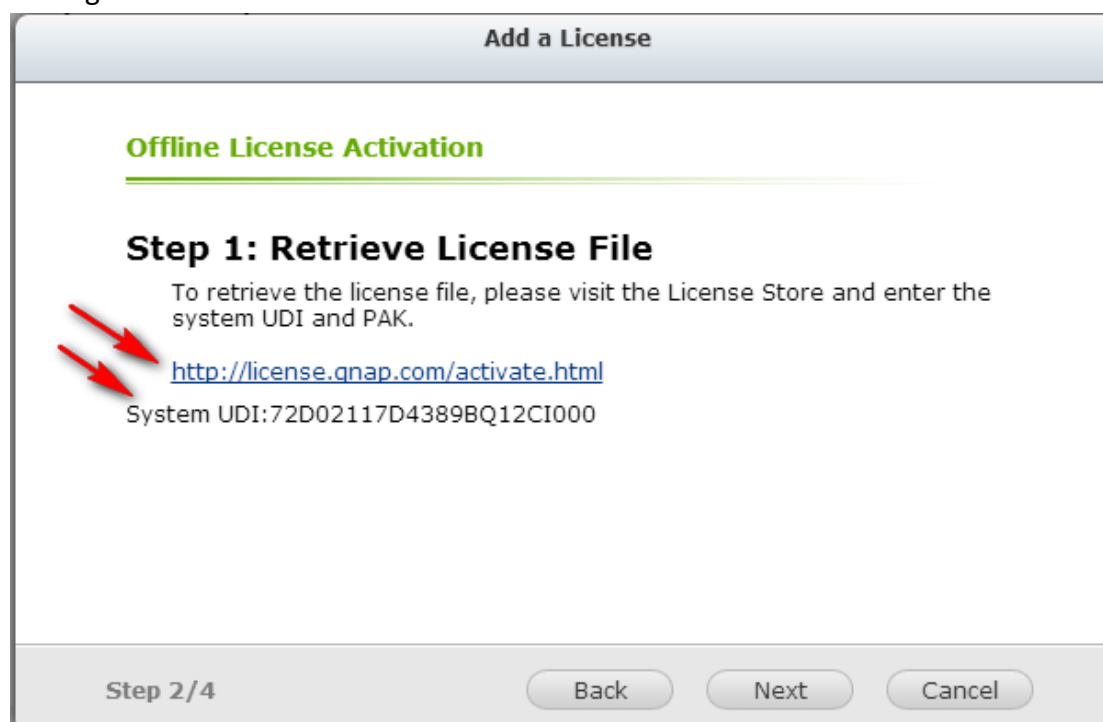 Add a License
Offline License Activation
Step 1: Retrieve License File
To retrieve the license file, please visit the License Store and enter the
system UDI and PAK.
http://license.qnap.com/activate.html
System UDI:72D02117D4389BQ12CI000
Step 2/4
Back
Next
Cancel